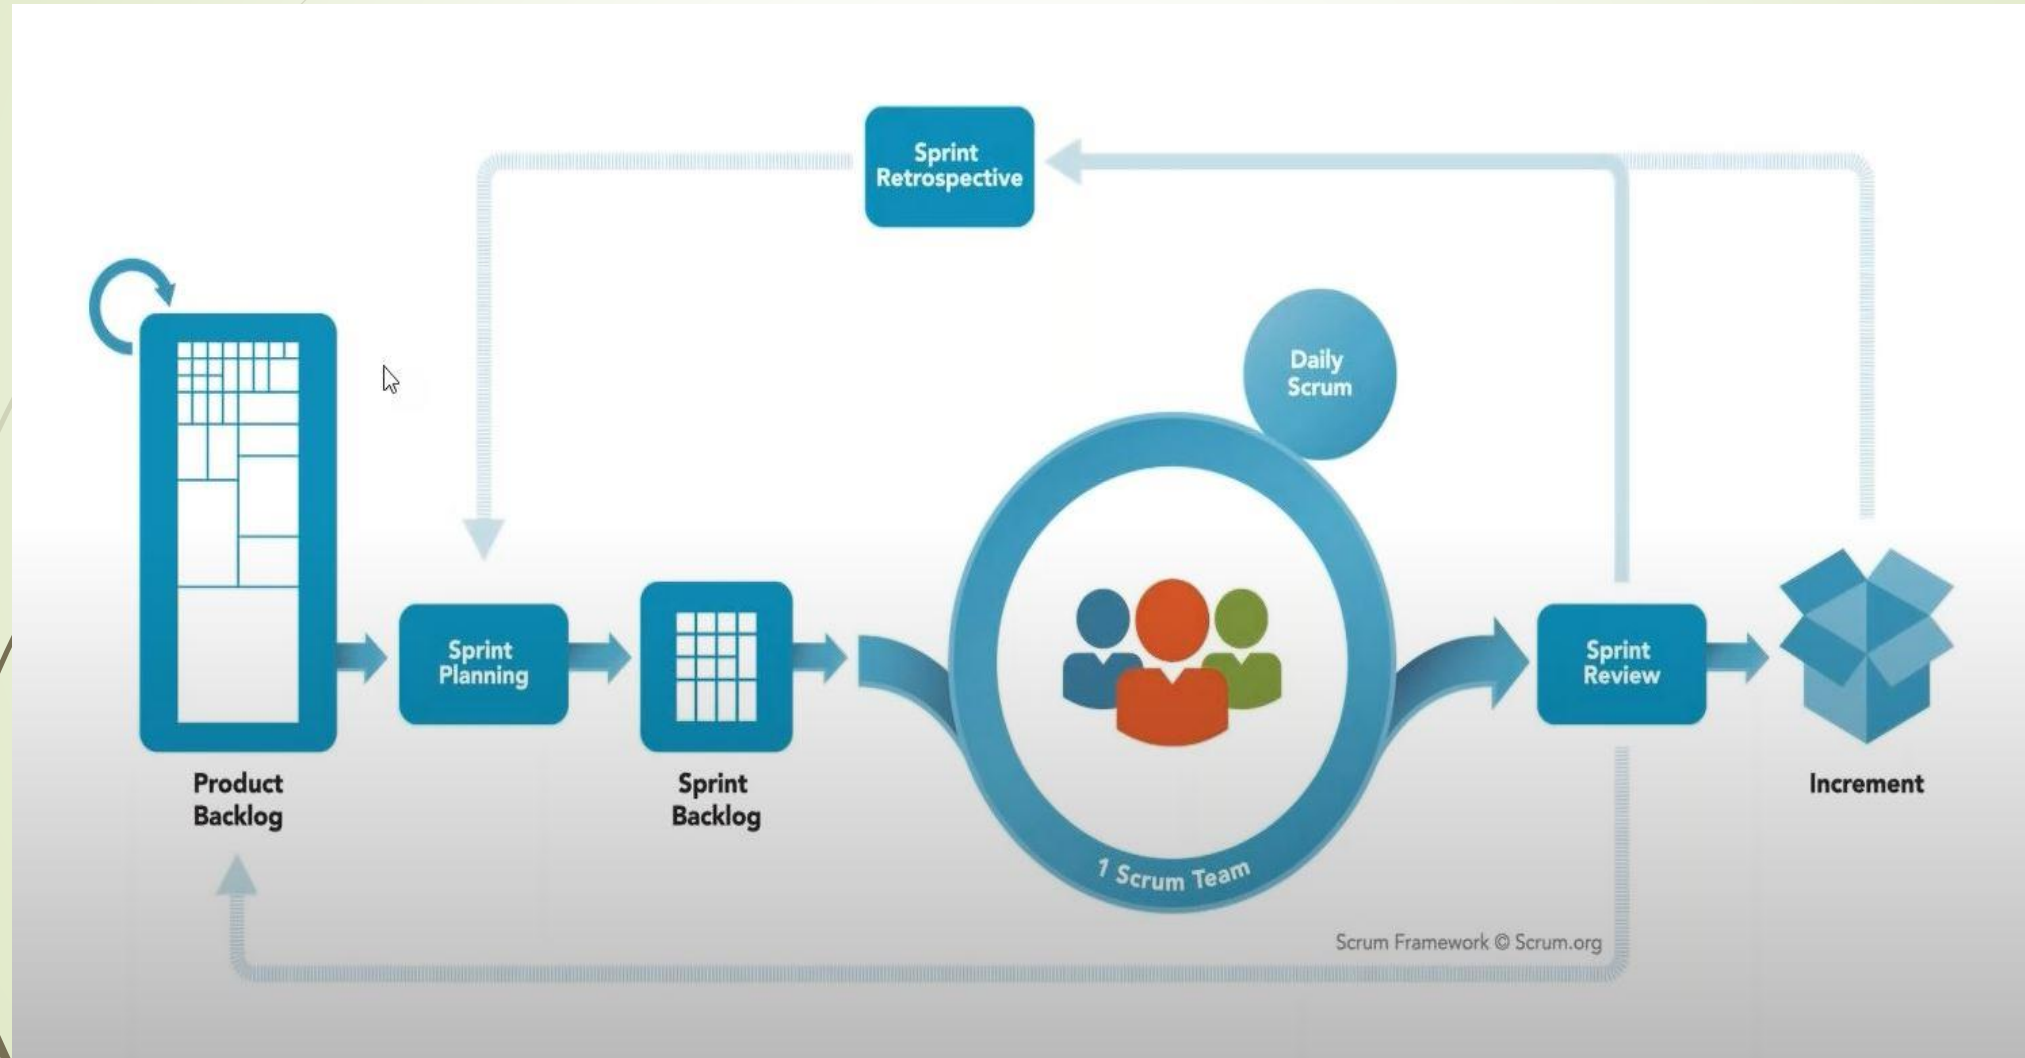 Sprint
Retrospective
Daily
Scrum
Sprint
Planning
Sprint
Review
Product
Backlog
Sprint
Backlog
1 Scrum Team
Increment
Scrum Framework © Scrum.org